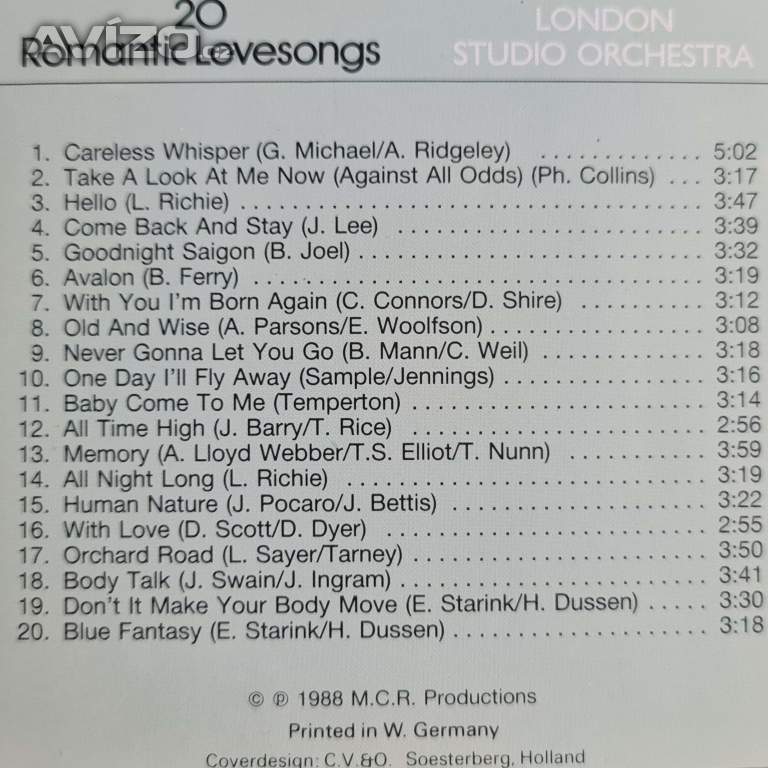 20
Romantic Lovesongs
LONDON
STUDIO ORCHESTRA
1. Careless Whisper (G. Michael/A. Ridgeley) ............. 5:02
2. Take A Look At Me Now (Against All Odds) (Ph. Collins) ... 3:17
3. Hello (L. Richie) ..................................... 3:47
4. Come Back And Stay (J. Lee) ......................... 3:39
5. Goodnight Saigon (B. Joel) ............................ 3:32
6. Avalon (B. Ferry) .................................... 3:19
7. With You I'm Born Again (C. Connors/D. Shire) .......... 3:12
8. Old And Wise (A. Parsons/E. Woolfson) .................. 3:08
9. Never Gonna Let You Go (B. Mann/C. Weil) ............. 3:18
10. One Day I'll Fly Away (Sample/Jennings) ................. 3:16
11. Baby Come To Me (Temperton) ........................ 3:14
12. All Time High (J. Barry/T. Rice) ........................ 2:56
13. Memory (A. Lloyd Webber/T.S. Elliot/T. Nunn) ........... 3:59
14. All Night Long (L. Richie) ............................ 3:19
15. Human Nature (J. Pocaro/J. Bettis) ..................... 3:22
16. With Love (D. Scott/D. Dyer) ......................... 2:55
17. Orchard Road (L. Sayer/Tarney) ........................ 3:50
18. Body Talk (J. Swain/J. Ingram) ......................... 3:41
19. Don't It Make Your Body Move (E. Starink/H. Dussen) ..... 3:30
20. Blue Fantasy (E. Starink/H. Dussen) .................... 3:18
© ℗ 1988 M.C.R. Productions
Printed in W. Germany
Coverdesign: C.V.&O. Soesterberg, Holland